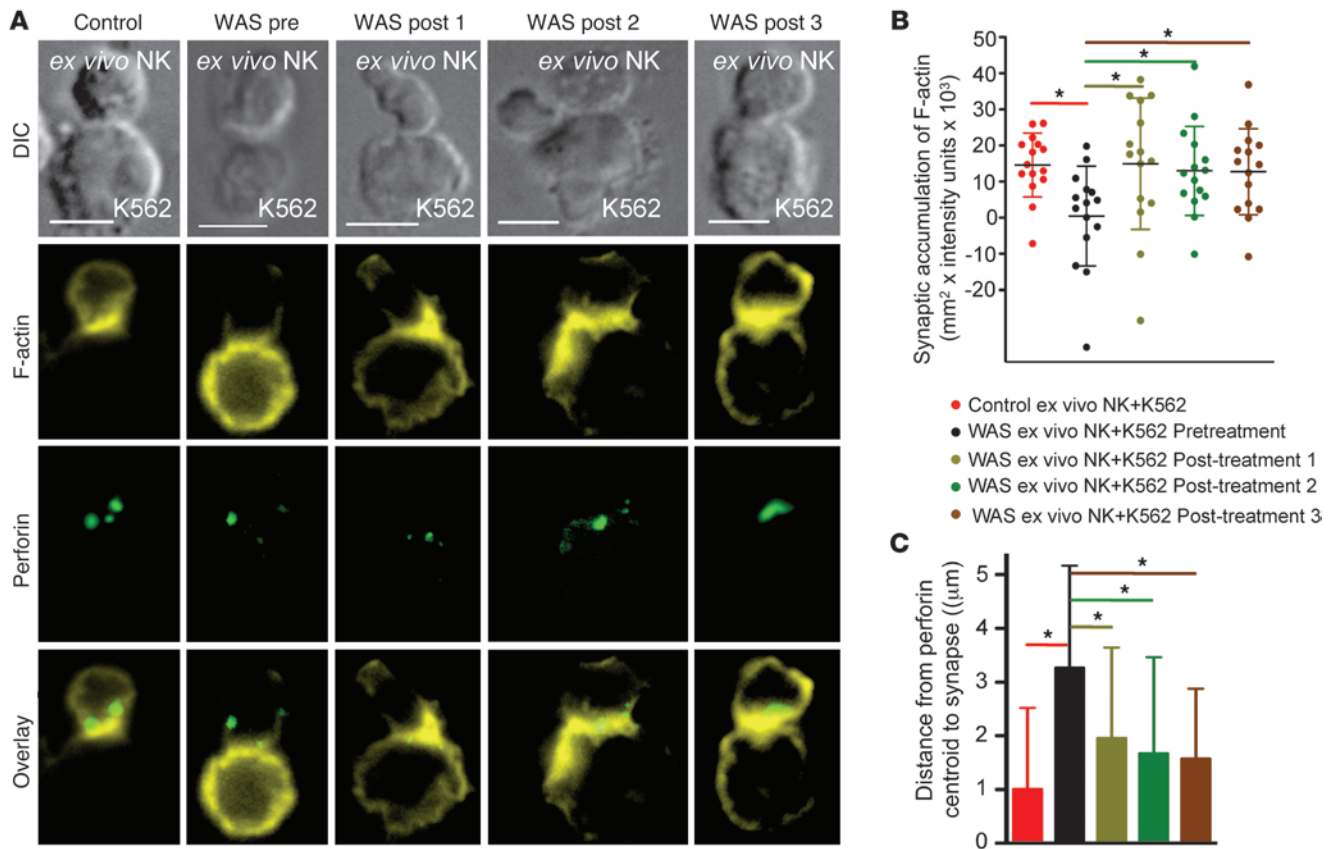 A
Control WAS pre WAS post 1 WAS post 2 WAS post 3
DIC
ex vivo NK ex vivo NK ex vivo NK ex vivo NK ex vivo NK
K562 K562 K562 K562 K562
F-actin
Perforin
Overlay
B
Synaptic accumulation of F-actin
(mm² x intensity units x 10³)
50
40
30
20
10
0
-10
-20
* * * *
Control ex vivo NK+K562
WAS ex vivo NK+K562 Pretreatment
WAS ex vivo NK+K562 Post-treatment 1
WAS ex vivo NK+K562 Post-treatment 2
WAS ex vivo NK+K562 Post-treatment 3
C
Distance from perforin
centroid to synapse ((μm)
5
4
3
2
1
0
* * * *